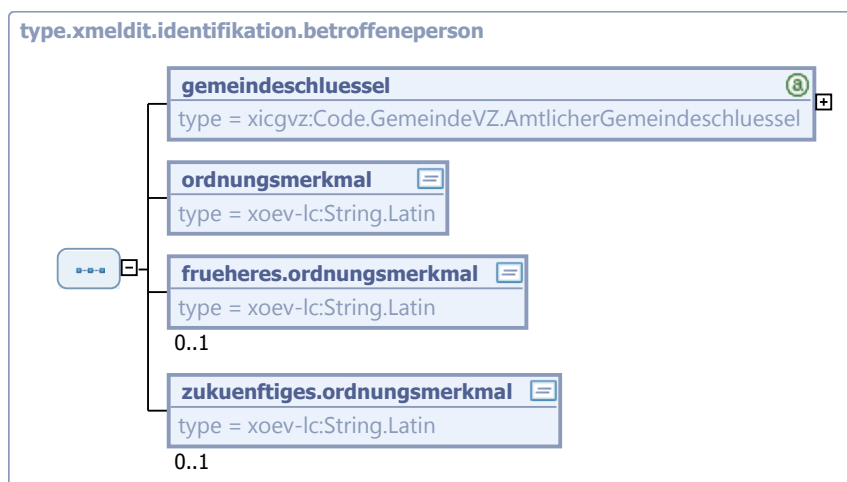 type.xmeldit.identifikation.betroffeneperson
gemeindeschluessel
type = xicgvz:Code.GemeindeVZ.AmtlicherGemeindeschluessel
ordnungsmerkmal
type = xoev-lc:String.Latin
frueheres.ordnungsmerkmal
type = xoev-lc:String.Latin
0..1
zukuenftiges.ordnungsmerkmal
type = xoev-lc:String.Latin
0..1